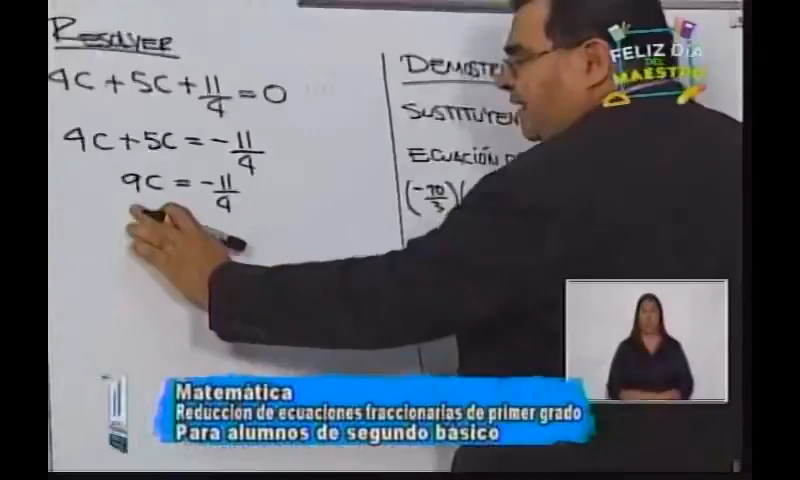 RESOLVER
4C + 5C + 11/4 = 0
4C + 5C = - 11/4
9C = - 11/4
DEMOSTR
SUSTITUYEN
ECUACIÓN
(-70/3)(
FELIZ DÍA
DEL
MAESTRO
Matemática
Reducción de ecuaciones fraccionarias de primer grado
Para alumnos de segundo básico